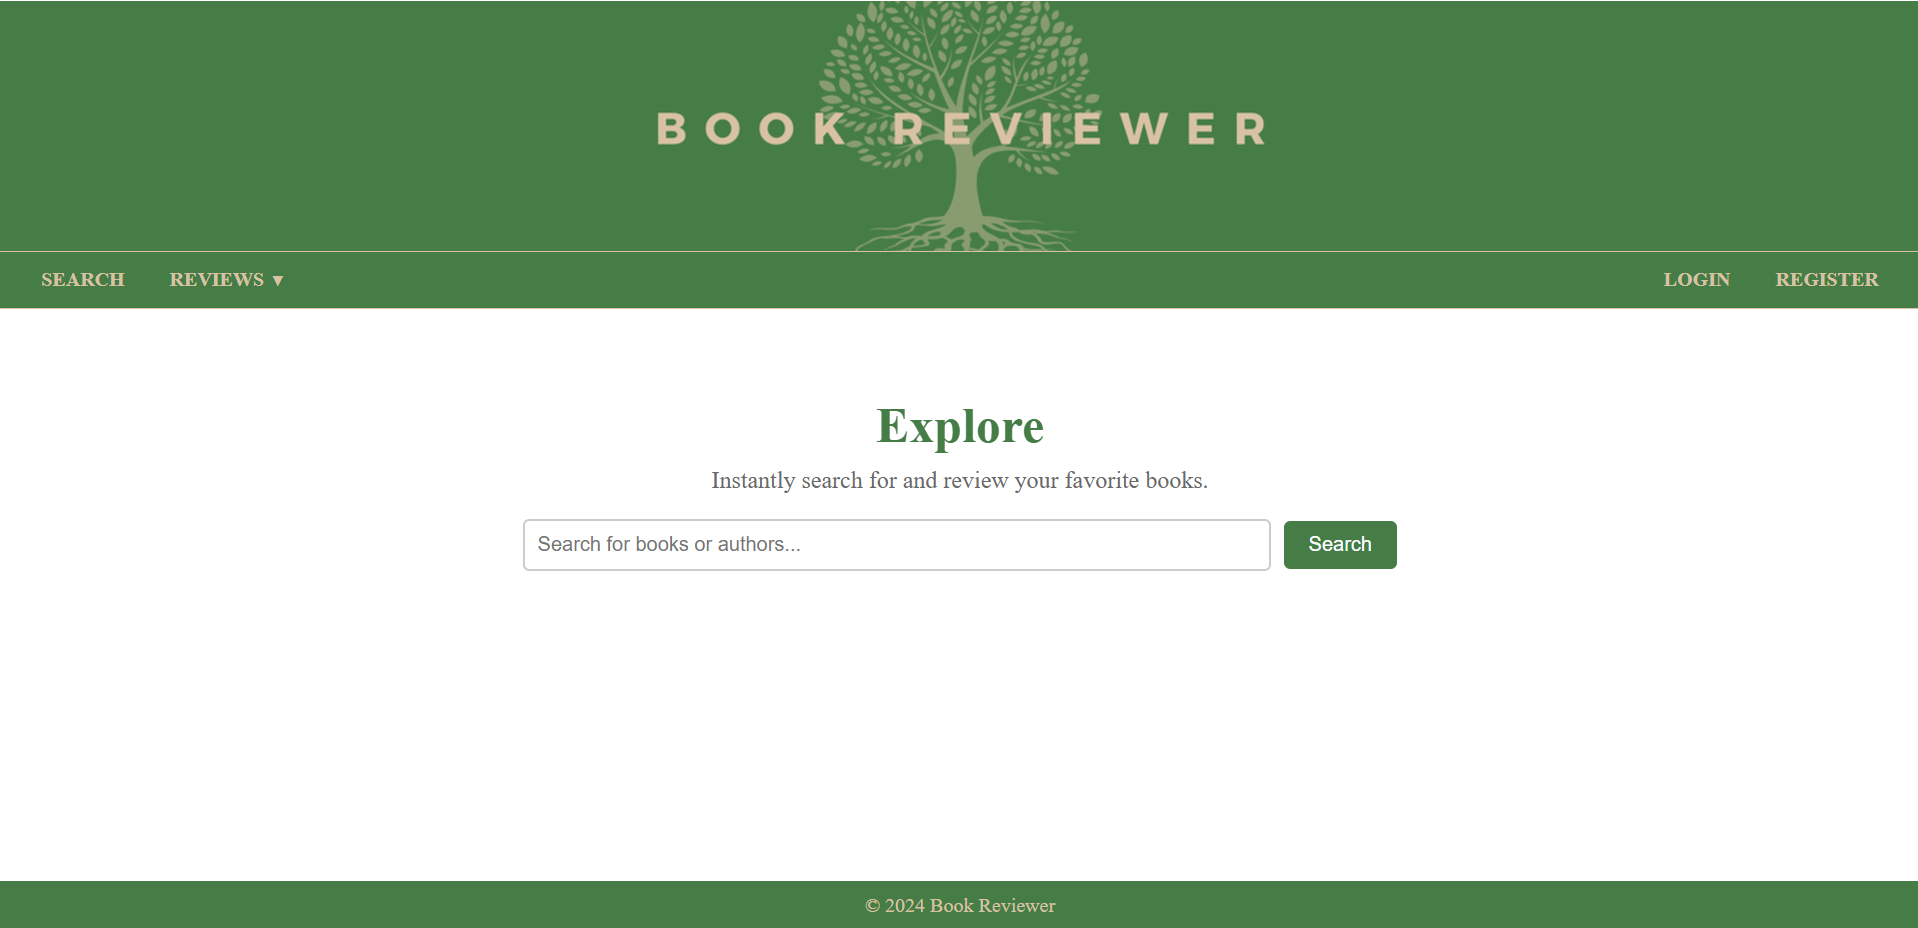 BOOK REVIEWER
SEARCH REVIEWS ▼ LOGIN REGISTER
Explore
Instantly search for and review your favorite books.
Search for books or authors... Search
© 2024 Book Reviewer